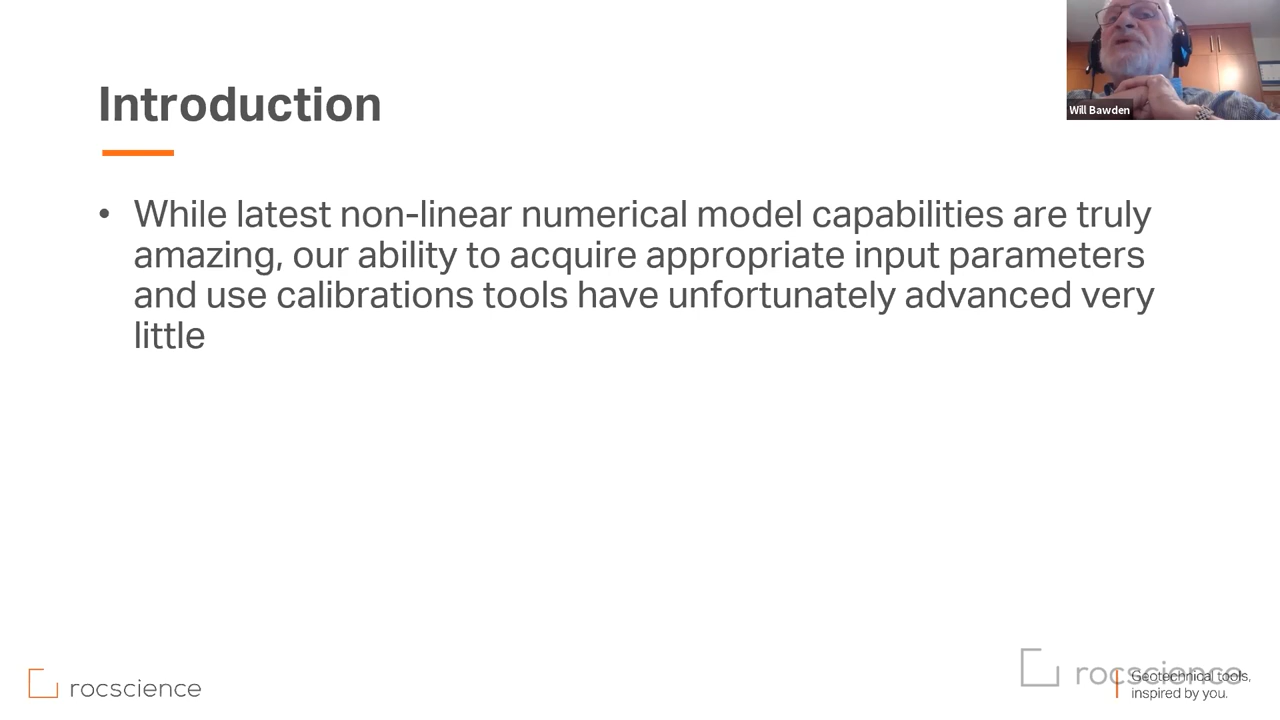 Introduction
Will Bawden
• While latest non-linear numerical model capabilities are truly
amazing, our ability to acquire appropriate input parameters
and use calibrations tools have unfortunately advanced very
little
rocscience
rocscience
Geotechnical tools,
inspired by you.